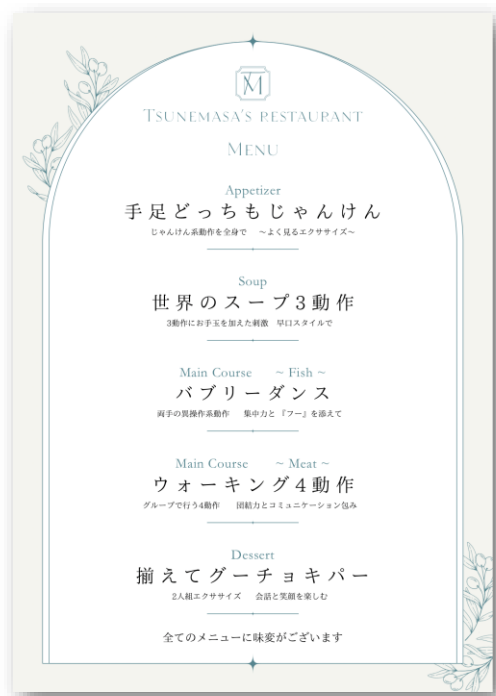 M
TSUNEMASA'S RESTAURANT
MENU
Appetizer
手足どっちもじゃんけん
じゃんけん系動作を全身で ～よく見るエクササイズ～
Soup
世界のスープ3動作
3動作にお手玉を加えた刺激 早口スタイルで
Main Course ~ Fish ~
バブリーダンス
両手の異操作系動作 集中力と『フー』を添えて
Main Course ~ Meat ~
ウォーキング4動作
グループで行う4動作 団結力とコミュニケーション包み
Dessert
揃えてグーチョキパー
2人組エクササイズ 会話と笑顔を楽しむ
全てのメニューに味変がございます